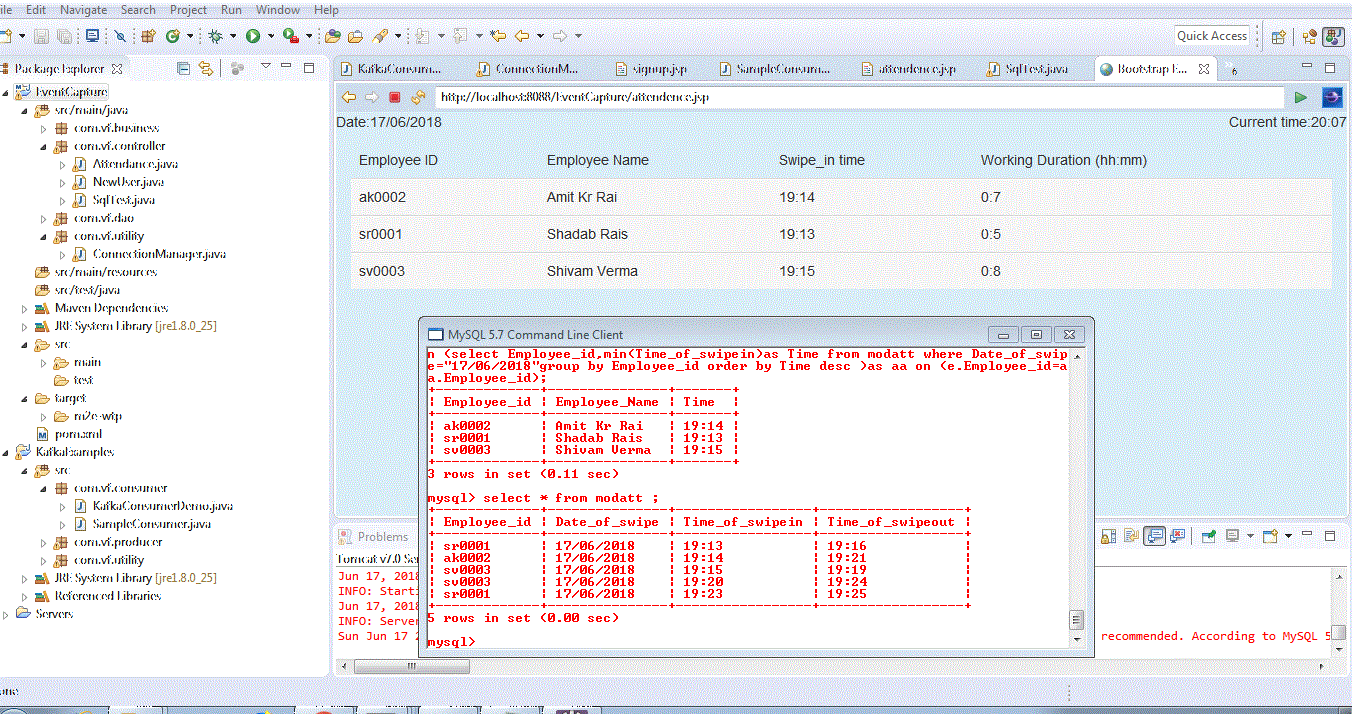 ile Edit Navigate Search Project Run Window Help
Quick Access
Package Explorer
EventCapture
src/main/java
com.vf.business
com.vf.controller
Attendance.java
NewUser.java
SqlTest.java
com.vf.dao
com.vf.utility
ConnectionManager.java
src/main/resources
src/test/java
Maven Dependencies
JRE System Library [jre1.8.0_25]
src
main
test
target
m2e-wtp
pom.xml
KafkaExamples
src
com.vf.consumer
KafkaConsumerDemo.java
SampleConsumer.java
com.vf.producer
com.vf.utility
JRE System Library [jre1.8.0_25]
Referenced Libraries
Servers
KafkaConsum... ConnectionM... signup.jsp SampleConsum... attendence.jsp SqlTest.java Bootstrap E... 6
http://localhost:8088/EventCapture/attendence.jsp
Date:17/06/2018 Current time:20:07
Employee ID Employee Name Swipe_in time Working Duration (hh:mm)
ak0002 Amit Kr Rai 19:14 0:7
sr0001 Shadab Rais 19:13 0:5
sv0003 Shivam Verma 19:15 0:8
MySQL 5.7 Command Line Client
n (select Employee_id,min(Time_of_swipein)as Time from modatt where Date_of_swip
e="17/06/2018"group by Employee_id order by Time desc )as aa on (e.Employee_id=a
a.Employee_id);
| Employee_id | Employee_Name | Time |
| ak0002 | Amit Kr Rai | 19:14 |
| sr0001 | Shadab Rais | 19:13 |
| sv0003 | Shivam Verma | 19:15 |
3 rows in set (0.11 sec)
mysql> select * from modatt ;
| Employee_id | Date_of_swipe | Time_of_swipein | Time_of_swipeout |
| sr0001 | 17/06/2018 | 19:13 | 19:16 |
| ak0002 | 17/06/2018 | 19:14 | 19:21 |
| sv0003 | 17/06/2018 | 19:15 | 19:19 |
| sv0003 | 17/06/2018 | 19:20 | 19:24 |
| sr0001 | 17/06/2018 | 19:23 | 19:25 |
5 rows in set (0.00 sec)
mysql>
Problems
Tomcat v7.0 Ser
Jun 17, 2018
INFO: Starti
Jun 17, 2018
INFO: Server
Sun Jun 17 2 recommended. According to MySQL 5
one